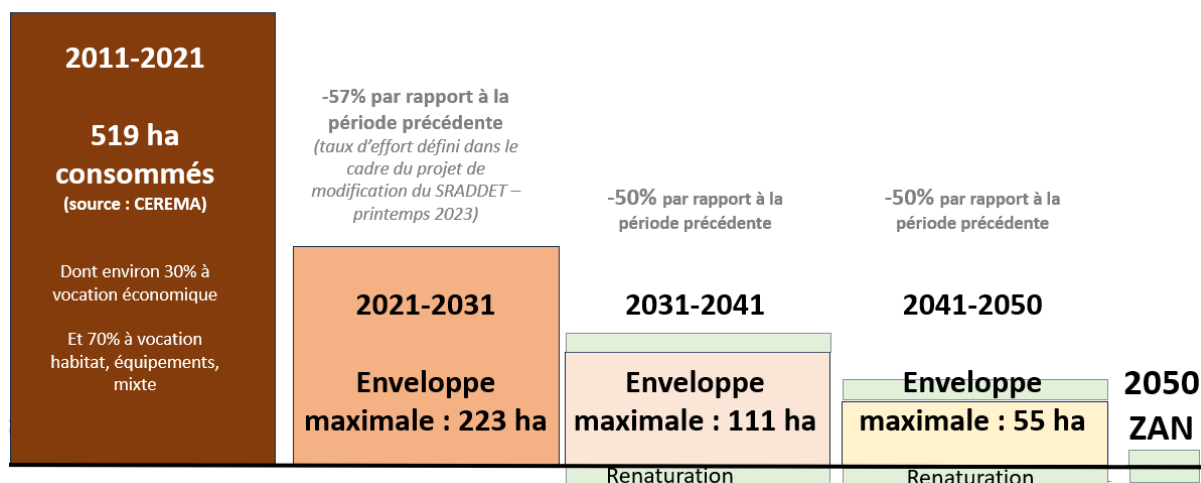 2011-2021
519 ha
consommés
(source : CEREMA)
Dont environ 30% à
vocation économique
Et 70% à vocation
habitat, équipements,
mixte
-57% par rapport à la
période précédente
(taux d’effort défini dans le
cadre du projet de
modification du SRADDET –
printemps 2023)
2021-2031
Enveloppe
maximale : 223 ha
-50% par rapport à la
période précédente
2031-2041
Enveloppe
maximale : 111 ha
Renaturation
-50% par rapport à la
période précédente
2041-2050
Enveloppe
maximale : 55 ha
Renaturation
2050
ZAN